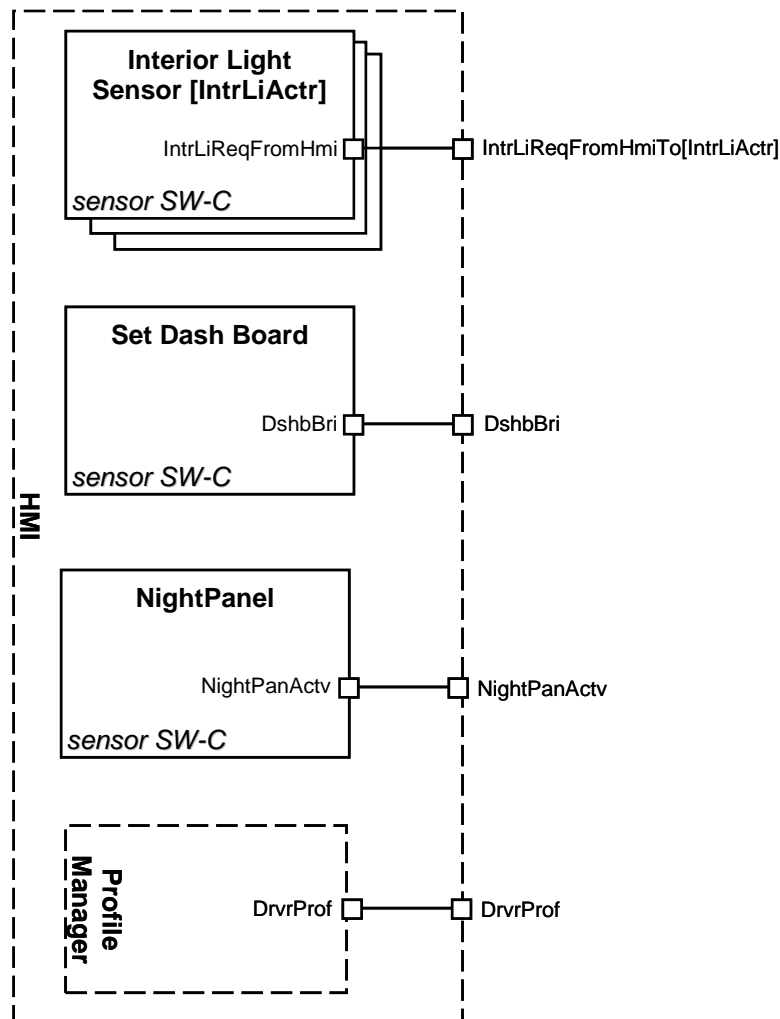 Interior Light
Sensor [IntrLiActr]
IntrLiReqFromHmi
IntrLiReqFromHmiTo[IntrLiActr]
sensor SW-C
Set Dash Board
DshbBri
DshbBri
sensor SW-C
HMI
NightPanel
NightPanActv
NightPanActv
sensor SW-C
Profile
Manager
DrvrProf
DrvrProf